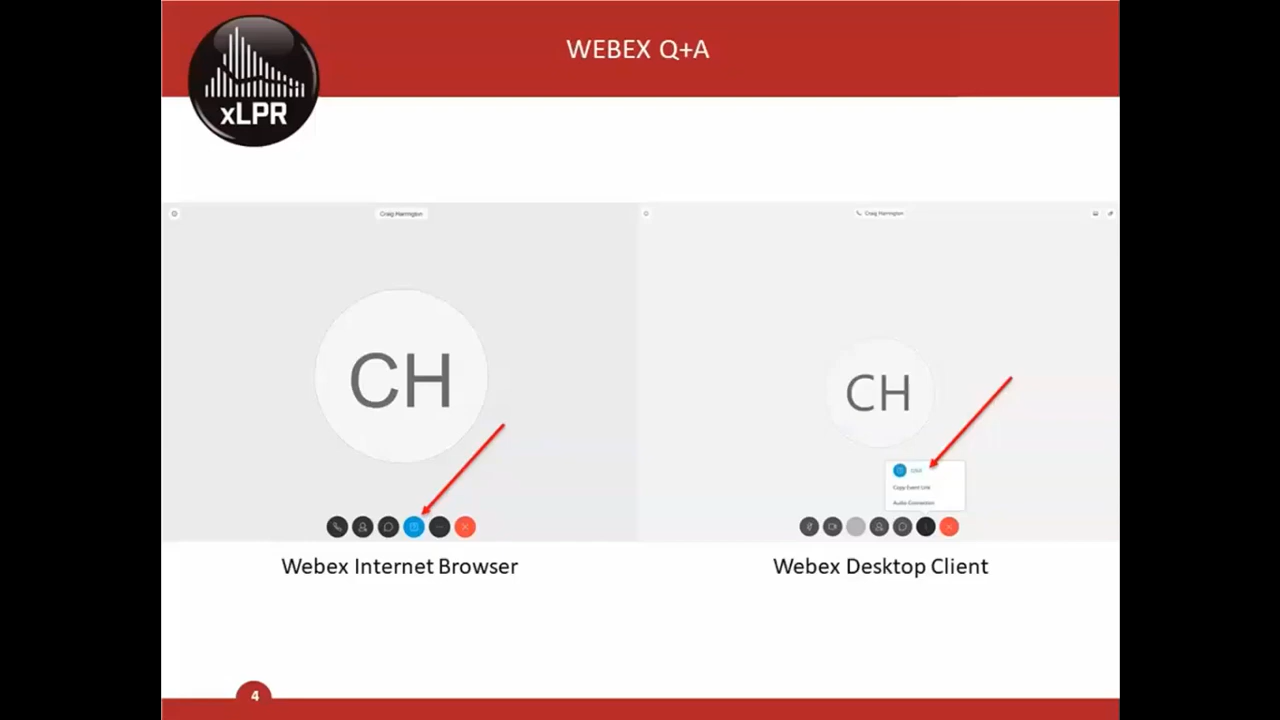 WEBEX Q+A
xLPR
Craig Harrington
Craig Harrington
CH
CH
Copy Event Link
Audio Connection
Webex Internet Browser
Webex Desktop Client
4